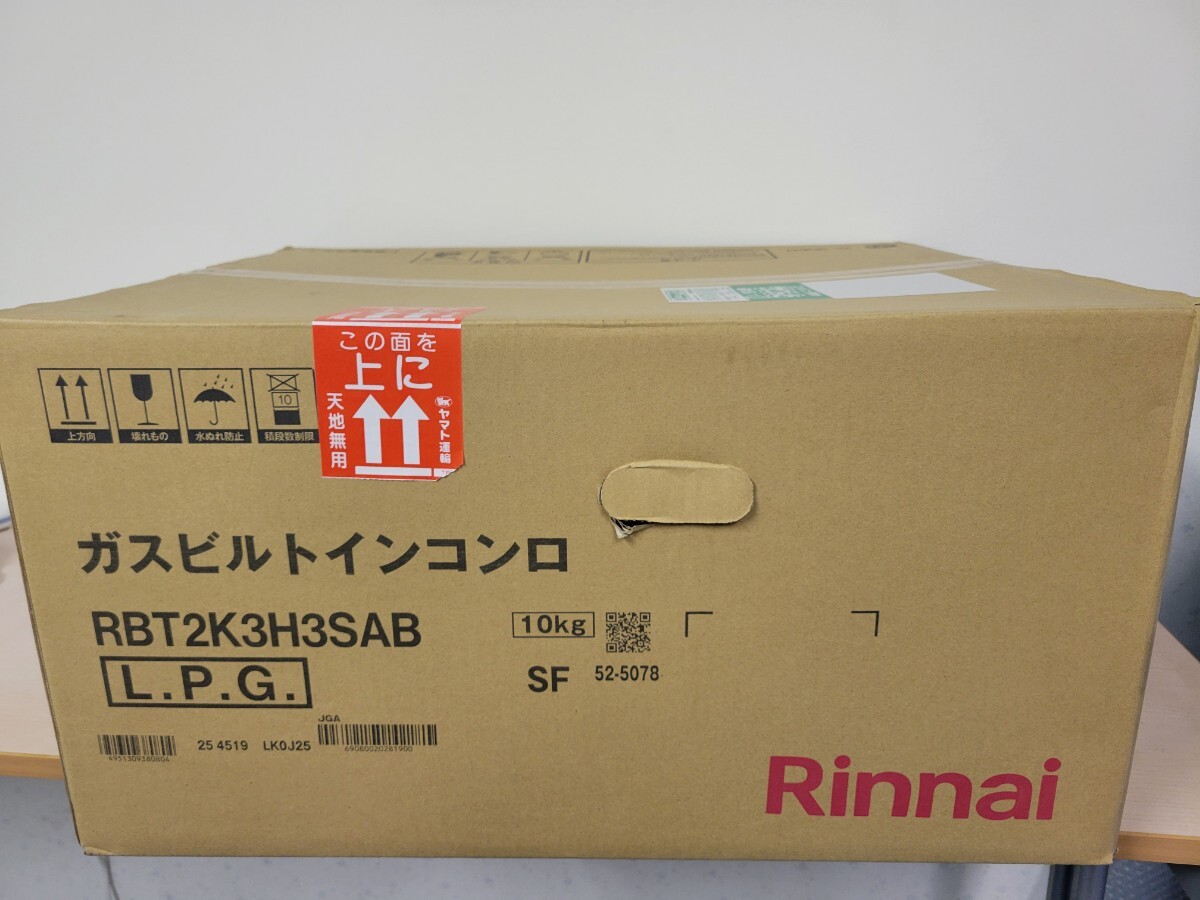 この面を
上に
天地無用
ヤマト運輸
10
上方向
壊れもの
水ぬれ防止
積段数制限
ガスビルトインコンロ
RBT2K3H3SAB
10kg
L.P.G.
SF
52-5078
JGA
25 4519
LK0J25
69080020281900
4951309380804
Rinnai